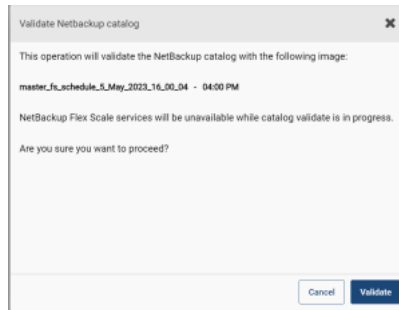 Validate Netbackup catalog
This operation will validate the NetBackup catalog with the following image:
master_fs_schedule_5_May_2023_16_00_04 - 04:00 PM
NetBackup Flex Scale services will be unavailable while catalog validate is in progress.
Are you sure you want to proceed?
Cancel Validate